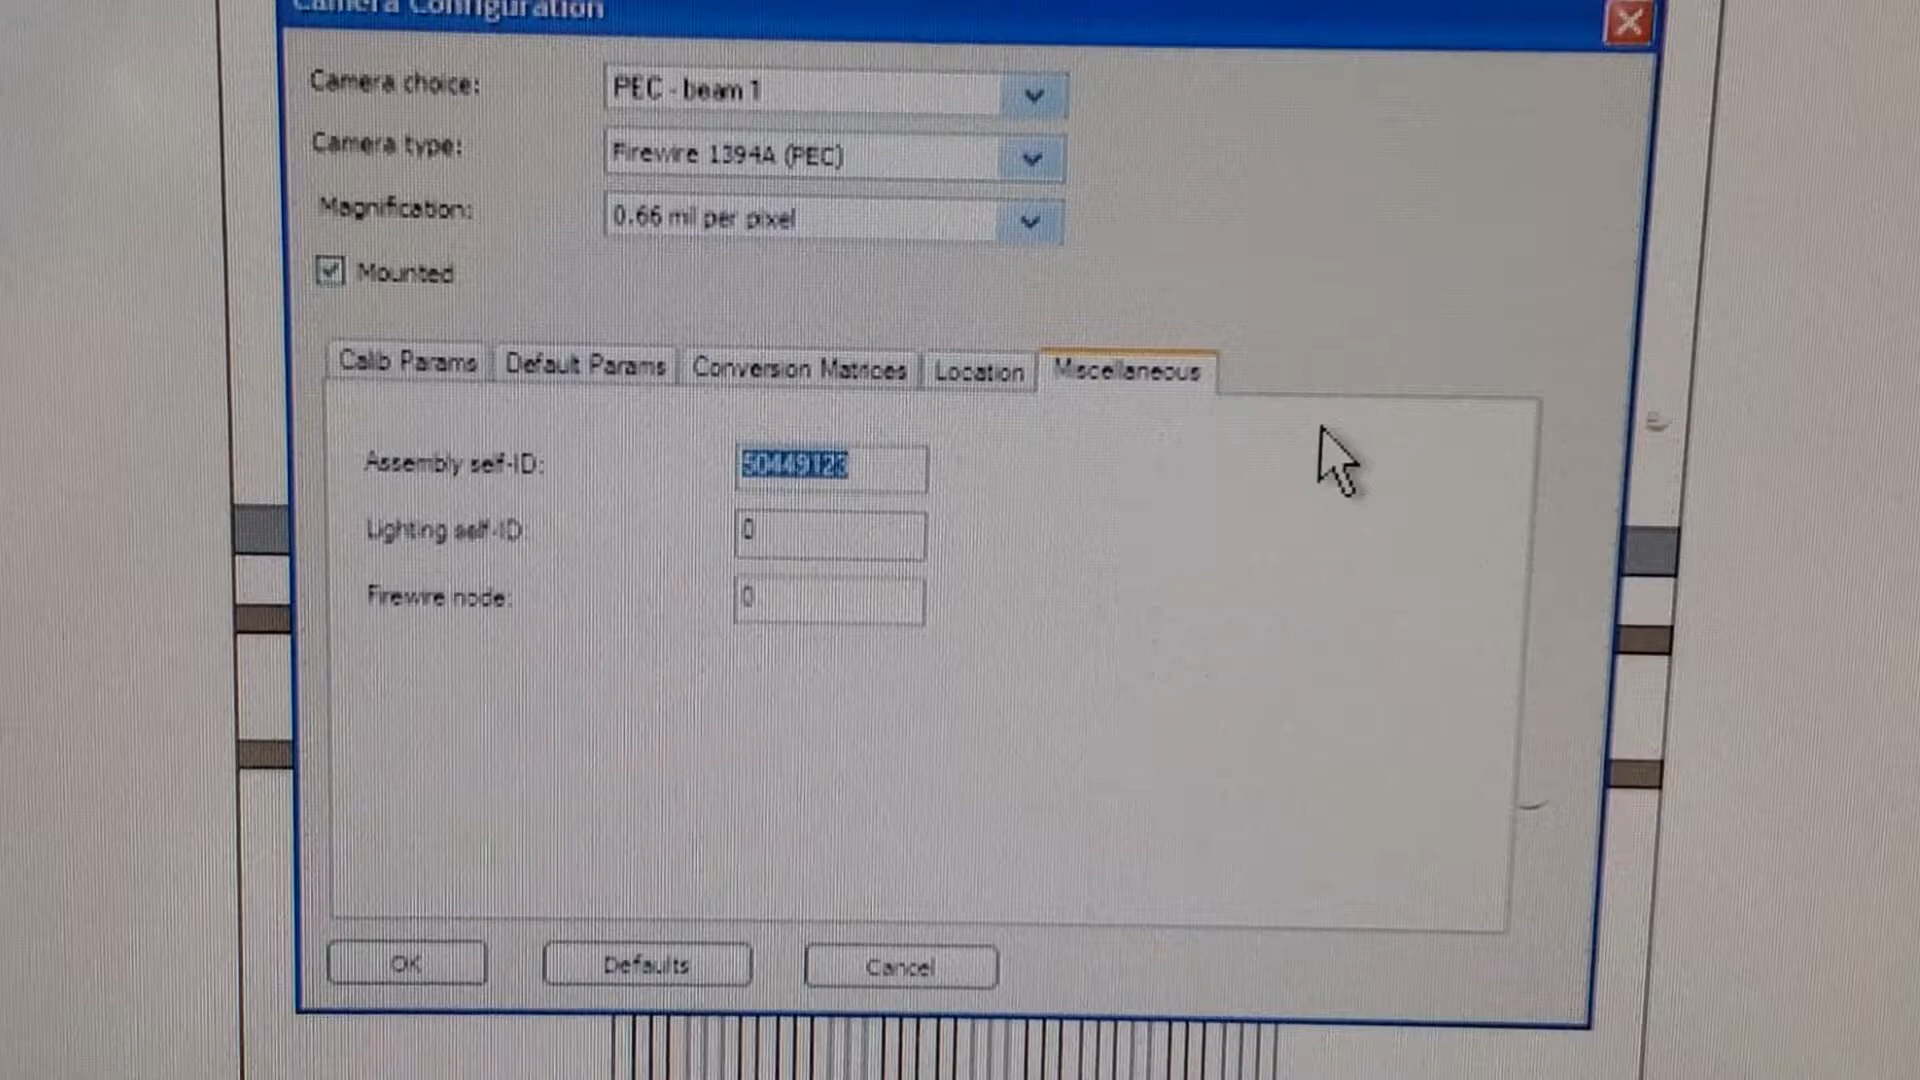 Camera Configuration
Camera choice: PEC - beam 1
Camera type: Firewire 1394A (PEC)
Magnification: 0.66 mil per pixel
Mounted
Calib Params Default Params Conversion Matrices Location Miscellaneous
Assembly self-ID: 50449123
Lighting self-ID: 0
Firewire node: 0
OK Defaults Cancel